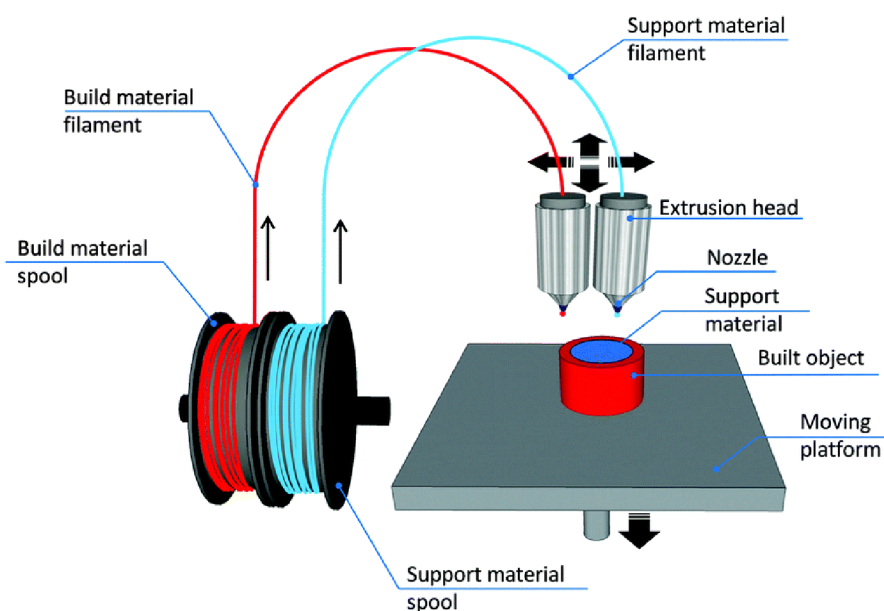 Support material
filament
Build material
filament
Extrusion head
Build material
spool
Nozzle
Support
material
Built object
Moving
platform
Support material
spool